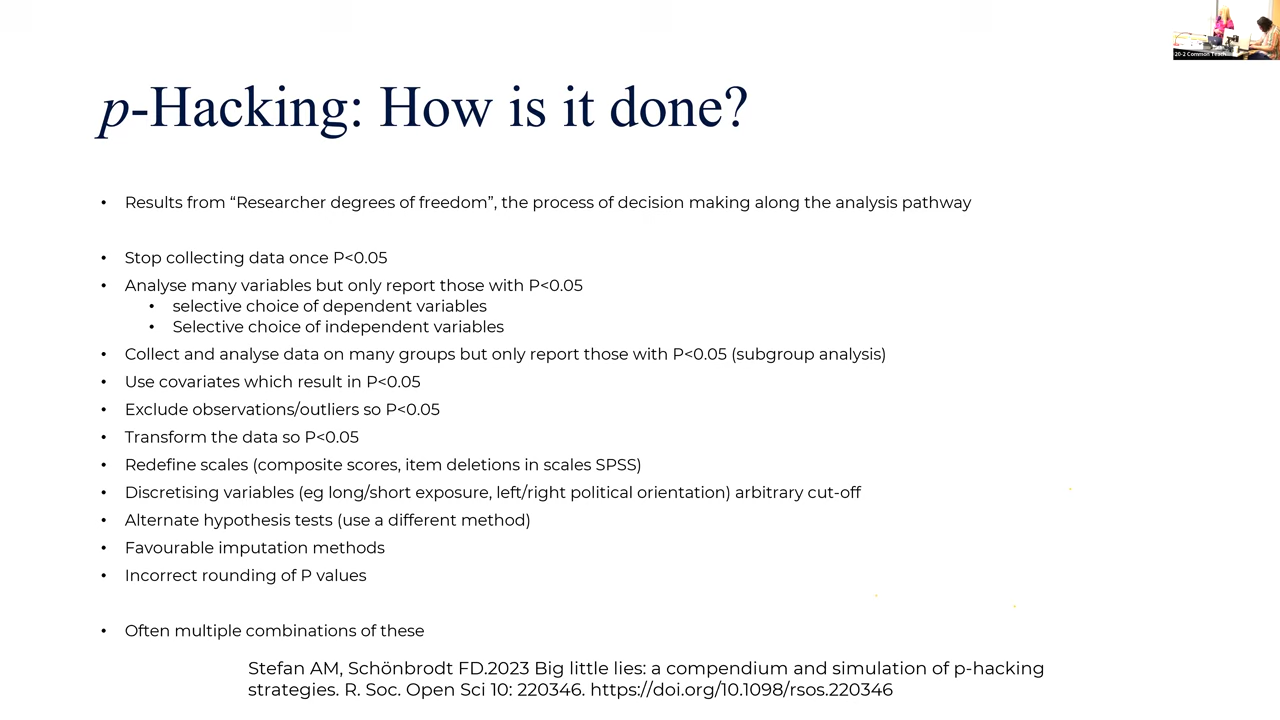 p-Hacking: How is it done?
• Results from “Researcher degrees of freedom”, the process of decision making along the analysis pathway
• Stop collecting data once P<0.05
• Analyse many variables but only report those with P<0.05
• selective choice of dependent variables
• Selective choice of independent variables
• Collect and analyse data on many groups but only report those with P<0.05 (subgroup analysis)
• Use covariates which result in P<0.05
• Exclude observations/outliers so P<0.05
• Transform the data so P<0.05
• Redefine scales (composite scores, item deletions in scales SPSS)
• Discretising variables (eg long/short exposure, left/right political orientation) arbitrary cut-off
• Alternate hypothesis tests (use a different method)
• Favourable imputation methods
• Incorrect rounding of P values
• Often multiple combinations of these
Stefan AM, Schönbrodt FD.2023 Big little lies: a compendium and simulation of p-hacking
strategies. R. Soc. Open Sci 10: 220346. https://doi.org/10.1098/rsos.220346